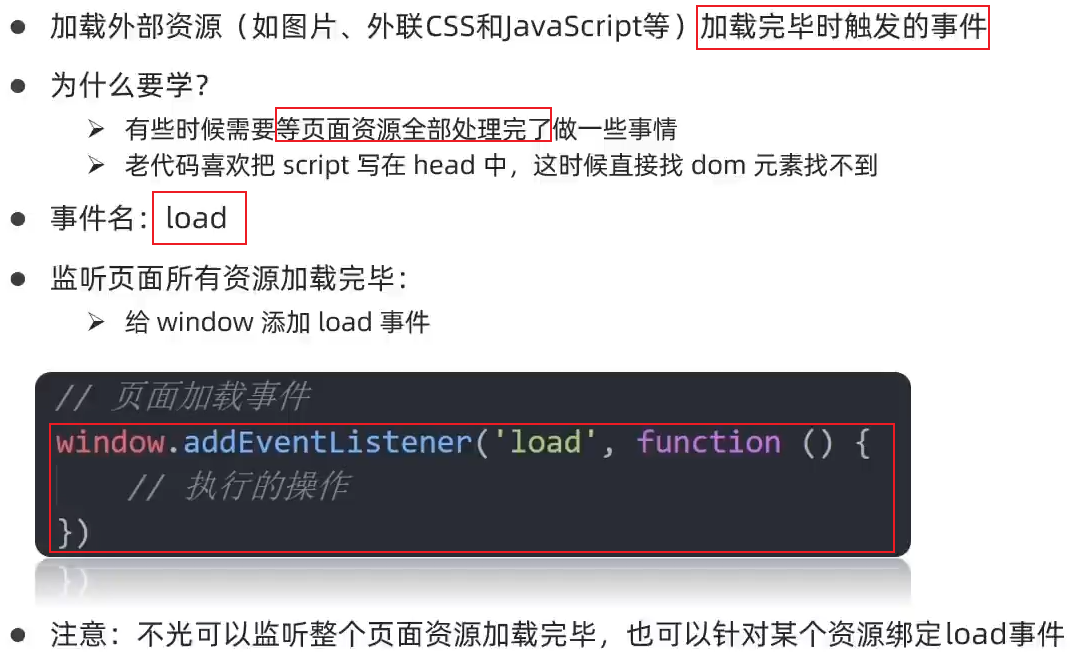 ● 加载外部资源（如图片、外联CSS和JavaScript等）加载完毕时触发的事件
● 为什么要学？
➢ 有些时候需要等页面资源全部处理完了做一些事情
➢ 老代码喜欢把 script 写在 head 中，这时候直接找 dom 元素找不到
● 事件名：load
● 监听页面所有资源加载完毕：
➢ 给 window 添加 load 事件
// 页面加载事件
window.addEventListener('load', function () {
// 执行的操作
})
● 注意：不光可以监听整个页面资源加载完毕，也可以针对某个资源绑定load事件